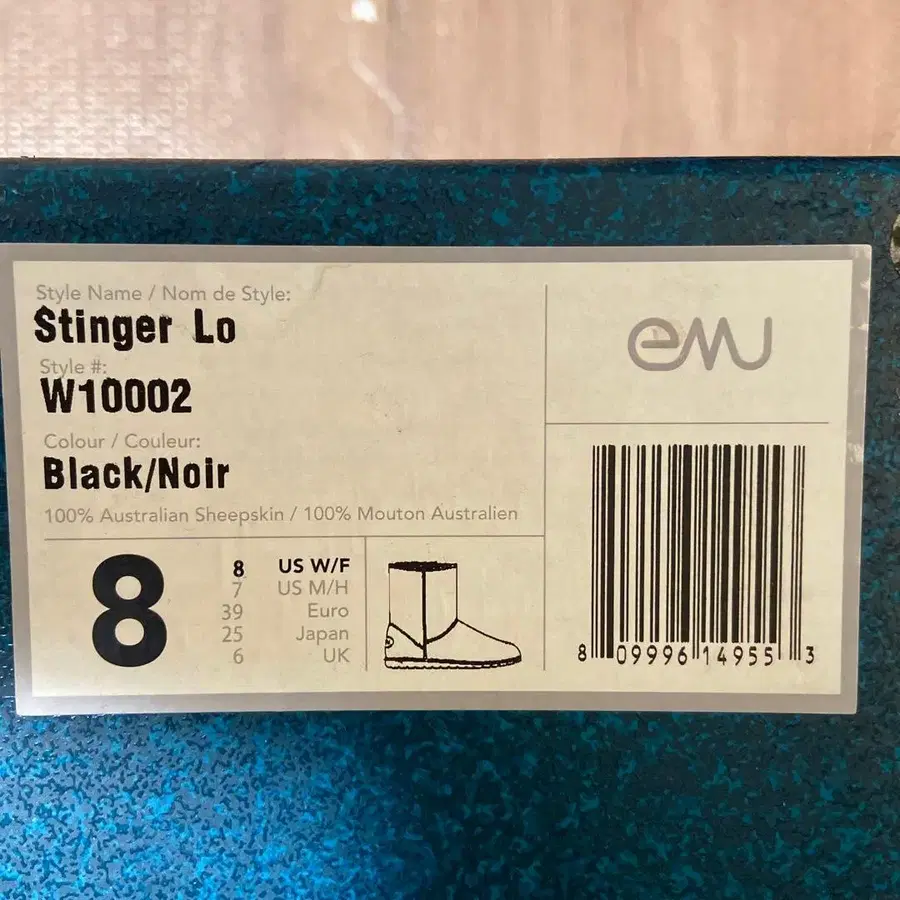 Style Name / Nom de Style:
Stinger Lo
Style #:
W10002
Colour / Couleur:
Black/Noir
100% Australian Sheepskin / 100% Mouton Australien
8
8 US W/F
7 US M/H
39 Euro
25 Japan
6 UK
emu
8 09996 14955 3